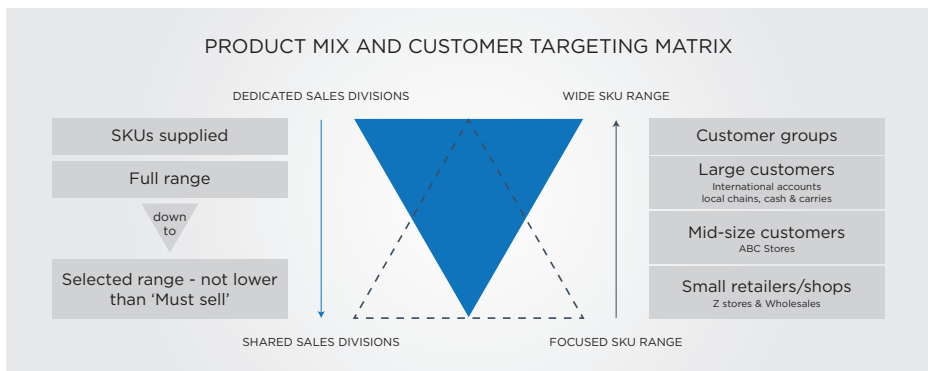 PRODUCT MIX AND CUSTOMER TARGETING MATRIX
DEDICATED SALES DIVISIONS
WIDE SKU RANGE
SKUs supplied
Full range
down
to
Selected range - not lower
than ‘Must sell’
Customer groups
Large customers
International accounts
local chains, cash & carries
Mid-size customers
ABC Stores
Small retailers/shops
Z stores & Wholesales
SHARED SALES DIVISIONS
FOCUSED SKU RANGE